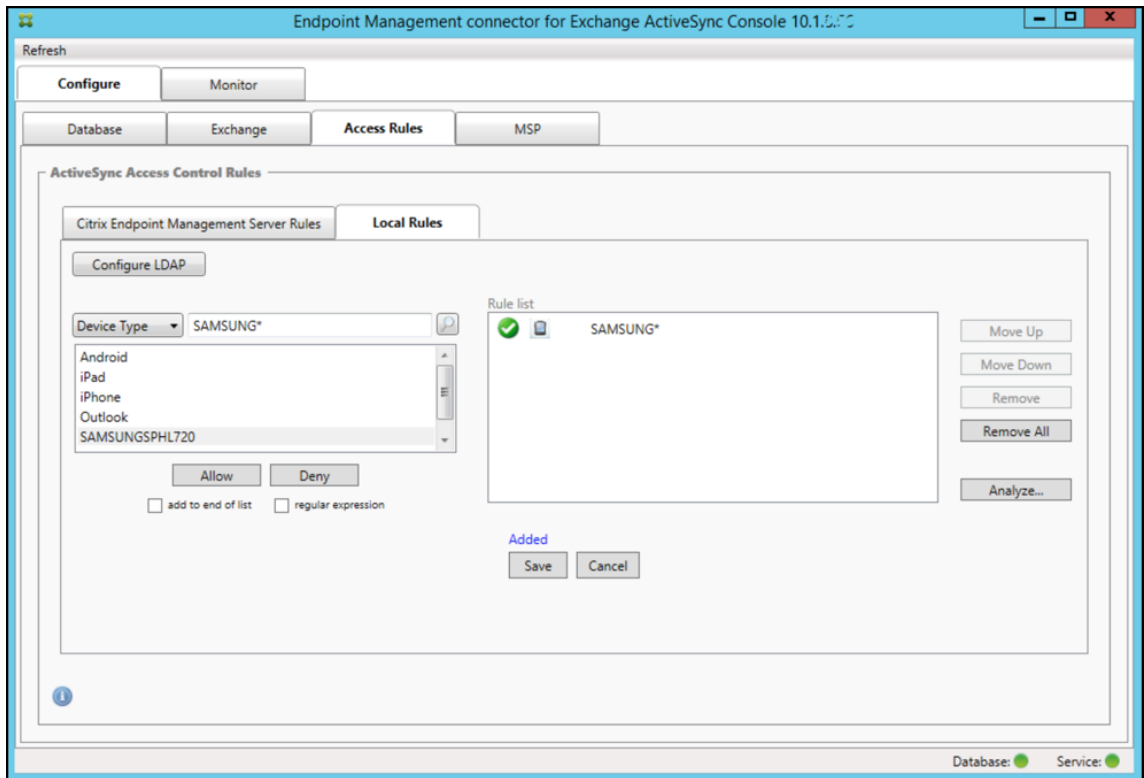 Endpoint Management connector for Exchange ActiveSync Console 10.1.
Refresh
Configure Monitor
Database Exchange Access Rules MSP
ActiveSync Access Control Rules
Citrix Endpoint Management Server Rules Local Rules
Configure LDAP
Rule list
Device Type SAMSUNG*
SAMSUNG*
Move Up
Android
iPad
iPhone
Outlook
SAMSUNGSPHL720
Move Down
Remove
Remove All
Allow Deny
Analyze...
add to end of list regular expression
Added
Save Cancel
Database: Service: